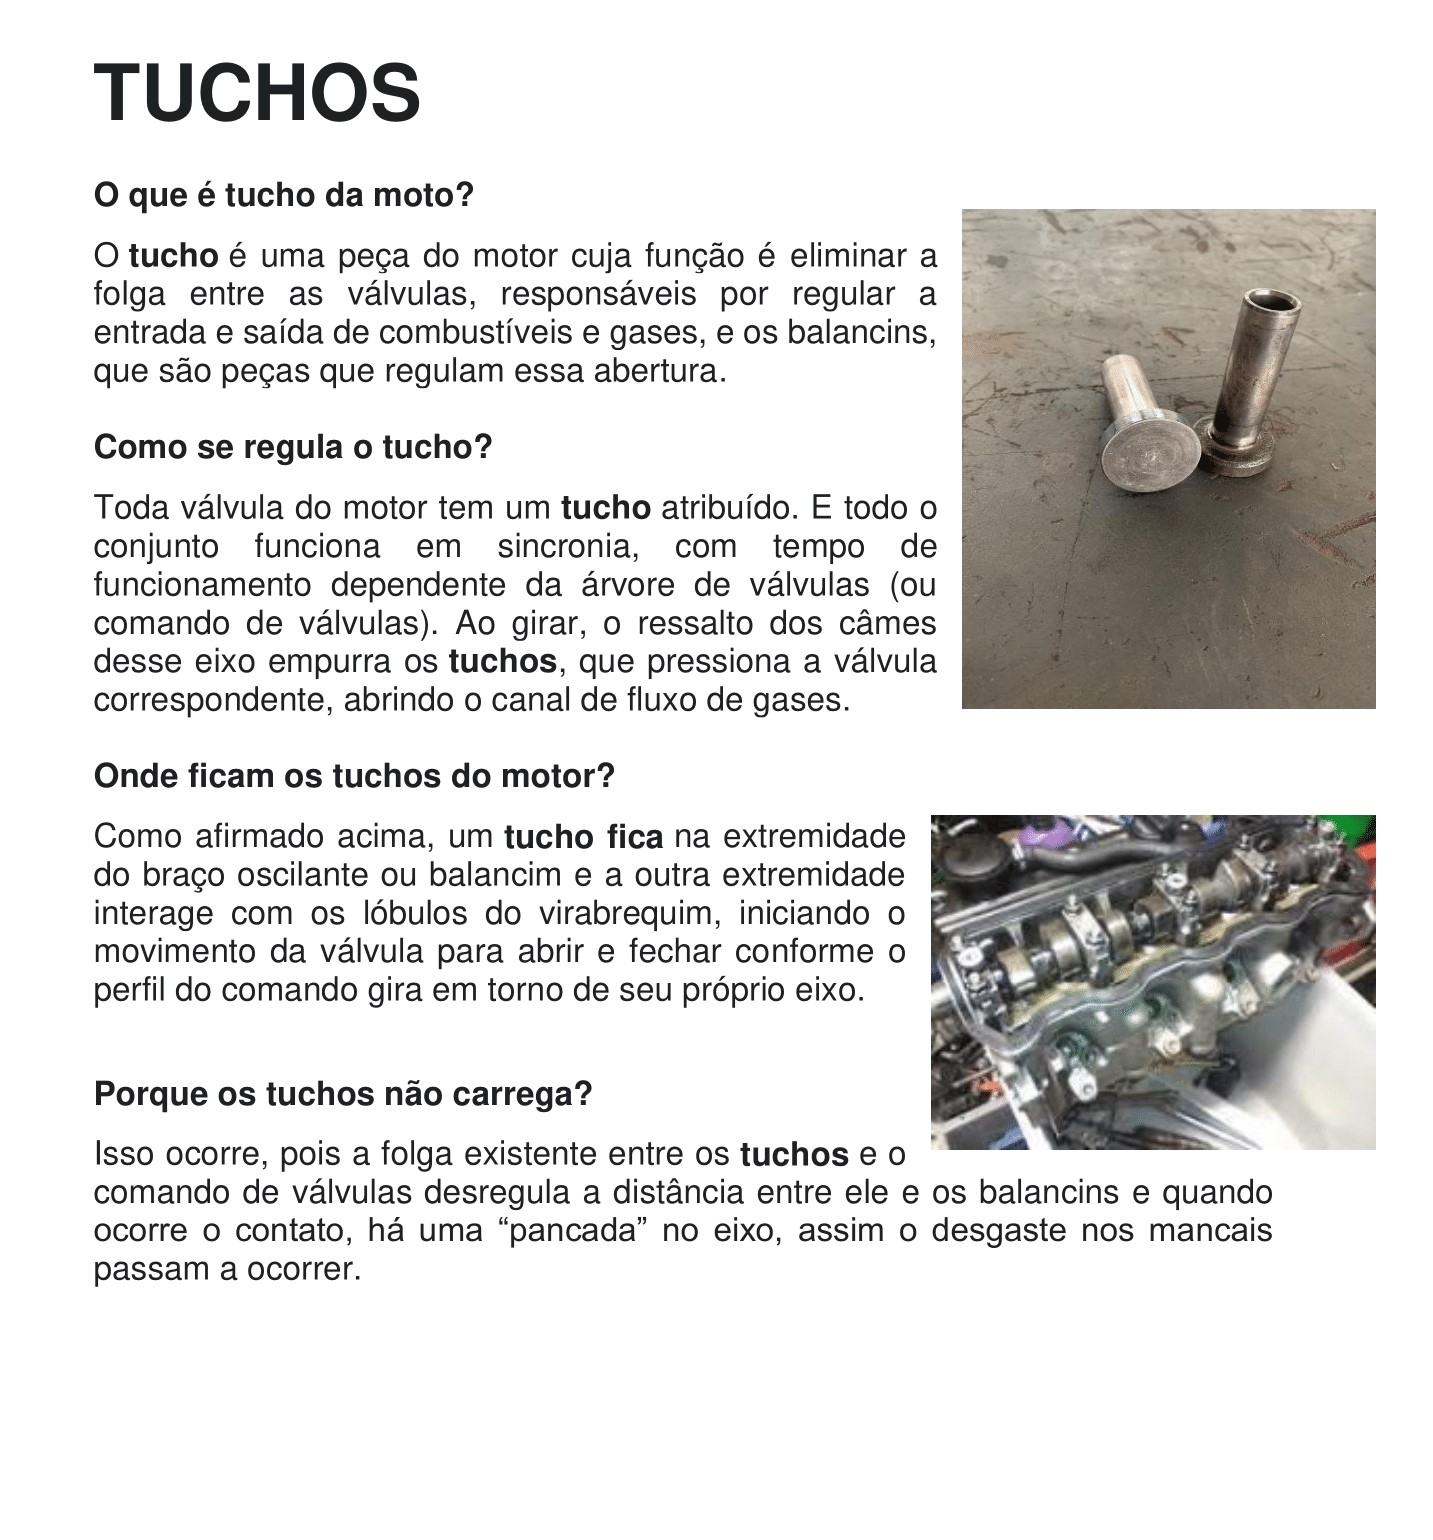 TUCHOS
O que é tucho da moto?
O tucho é uma peça do motor cuja função é eliminar a
folga entre as válvulas, responsáveis por regular a
entrada e saída de combustíveis e gases, e os balancins,
que são peças que regulam essa abertura.
Como se regula o tucho?
Toda válvula do motor tem um tucho atribuído. E todo o
conjunto funciona em sincronia, com tempo de
funcionamento dependente da árvore de válvulas (ou
comando de válvulas). Ao girar, o ressalto dos câmes
desse eixo empurra os tuchos, que pressiona a válvula
correspondente, abrindo o canal de fluxo de gases.
Onde ficam os tuchos do motor?
Como afirmado acima, um tucho fica na extremidade
do braço oscilante ou balancim e a outra extremidade
interage com os lóbulos do virabrequim, iniciando o
movimento da válvula para abrir e fechar conforme o
perfil do comando gira em torno de seu próprio eixo.
Porque os tuchos não carrega?
Isso ocorre, pois a folga existente entre os tuchos e o
comando de válvulas desregula a distância entre ele e os balancins e quando
ocorre o contato, há uma “pancada” no eixo, assim o desgaste nos mancais
passam a ocorrer.